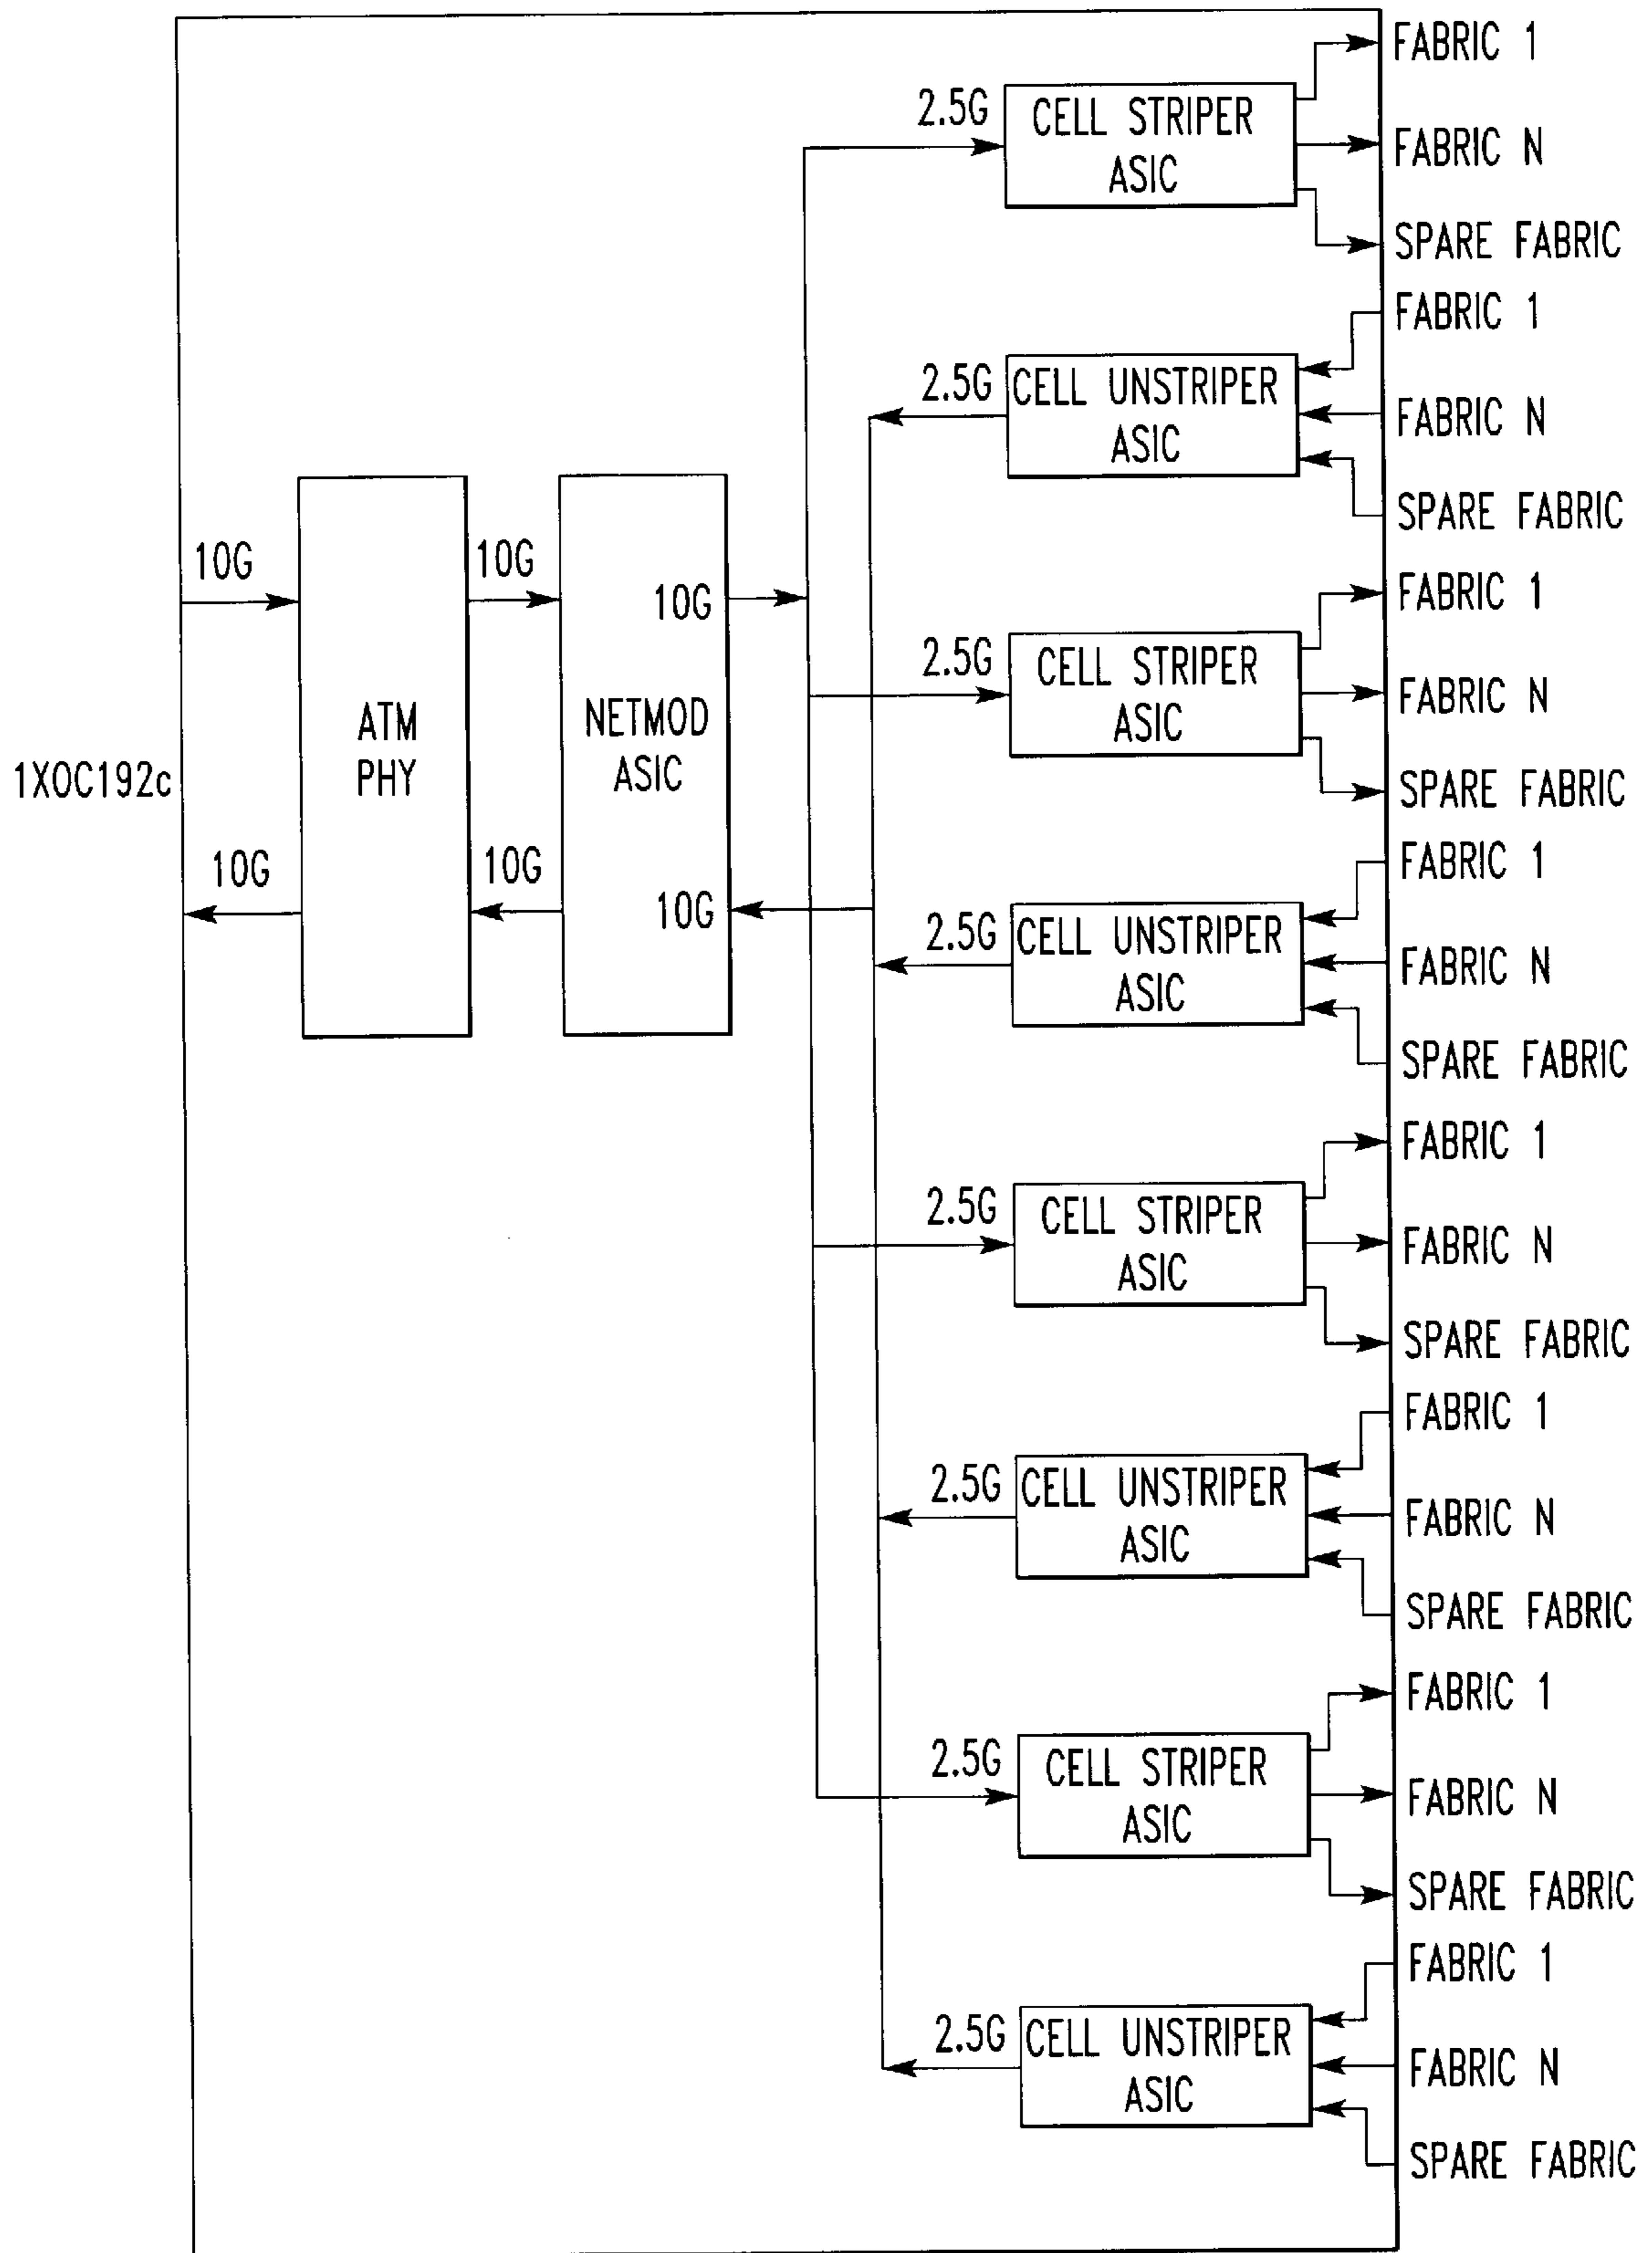 FABRIC 1
2.5G
CELL STRIPER
ASIC
FABRIC N
SPARE FABRIC
FABRIC 1
2.5G
CELL UNSTRIPER
ASIC
FABRIC N
SPARE FABRIC
10G
10G
10G
FABRIC 1
2.5G
CELL STRIPER
ASIC
FABRIC N
SPARE FABRIC
1XOC192c
ATM
PHY
NETMOD
ASIC
10G
10G
10G
FABRIC 1
2.5G
CELL UNSTRIPER
ASIC
FABRIC N
SPARE FABRIC
FABRIC 1
2.5G
CELL STRIPER
ASIC
FABRIC N
SPARE FABRIC
FABRIC 1
2.5G
CELL UNSTRIPER
ASIC
FABRIC N
SPARE FABRIC
FABRIC 1
2.5G
CELL STRIPER
ASIC
FABRIC N
SPARE FABRIC
FABRIC 1
2.5G
CELL UNSTRIPER
ASIC
FABRIC N
SPARE FABRIC